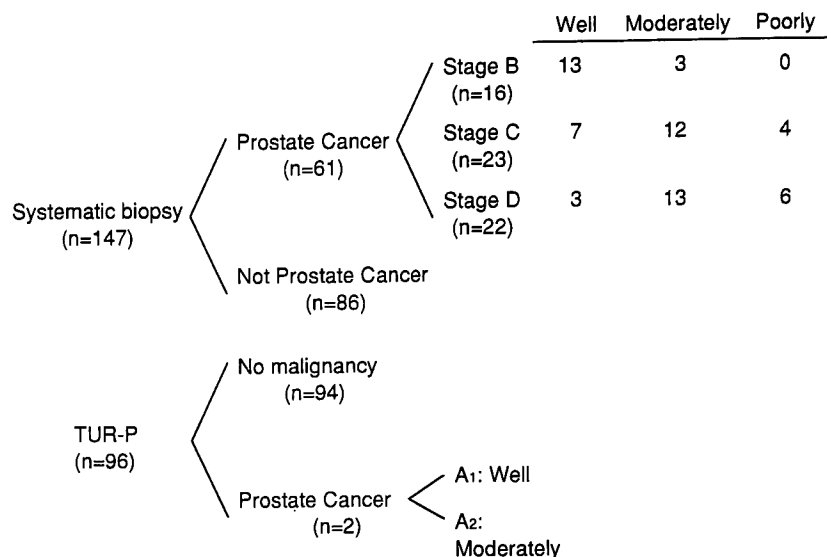 Well Moderately Poorly
Stage B 13 3 0
(n=16)
Prostate Cancer
(n=61)
Stage C 7 12 4
(n=23)
Stage D 3 13 6
(n=22)
Systematic biopsy
(n=147)
Not Prostate Cancer
(n=86)
No malignancy
(n=94)
TUR-P
(n=96)
Prostate Cancer
(n=2)
A1: Well
A2:
Moderately